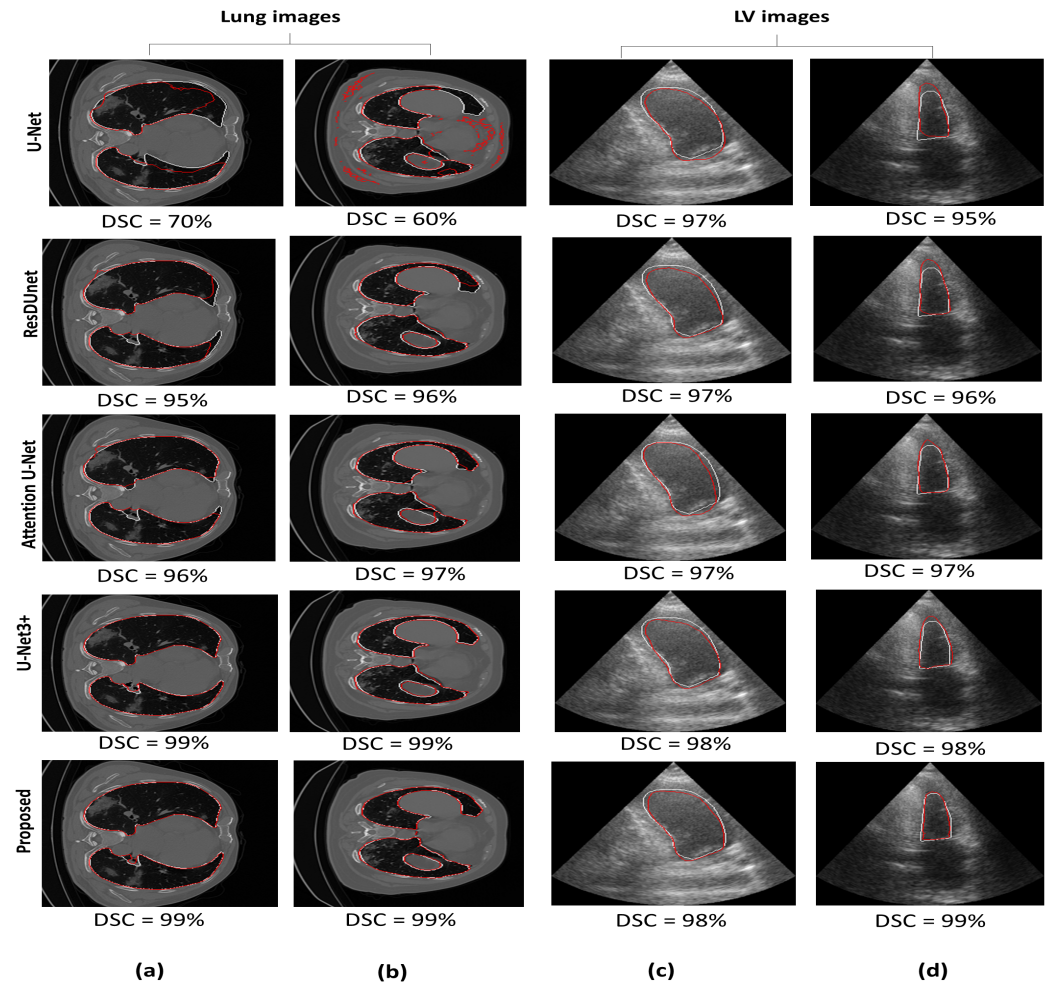 Lung images
LV images
U-Net
DSC = 70%
DSC = 60%
DSC = 97%
DSC = 95%
ResDUnet
DSC = 95%
DSC = 96%
DSC = 97%
DSC = 96%
Attention U-Net
DSC = 96%
DSC = 97%
DSC = 97%
DSC = 97%
U-Net3+
DSC = 99%
DSC = 99%
DSC = 98%
DSC = 98%
Proposed
DSC = 99%
DSC = 99%
DSC = 98%
DSC = 99%
(a)
(b)
(c)
(d)